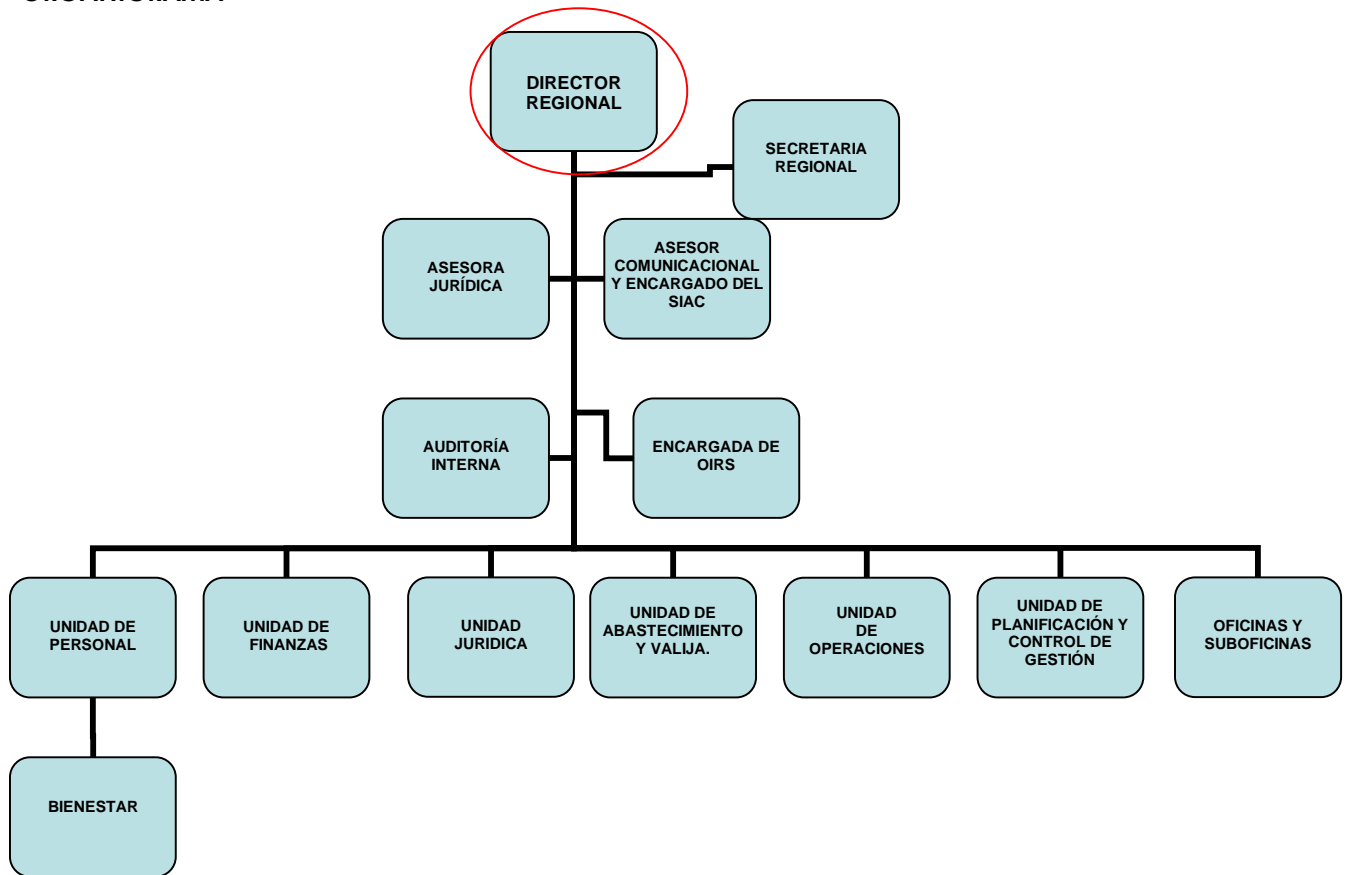 DIRECTOR
REGIONAL
SECRETARIA
REGIONAL
ASESORA
JURÍDICA
ASESOR
COMUNICACIONAL
Y ENCARGADO DEL
SIAC
AUDITORÍA
INTERNA
ENCARGADA DE
OIRS
UNIDAD DE
PERSONAL
UNIDAD DE
FINANZAS
UNIDAD
JURIDICA
UNIDAD DE
ABASTECIMIENTO
Y VALIJA.
UNIDAD
DE
OPERACIONES
UNIDAD DE
PLANIFICACIÓN Y
CONTROL DE
GESTIÓN
OFICINAS Y
SUBOFICINAS
BIENESTAR